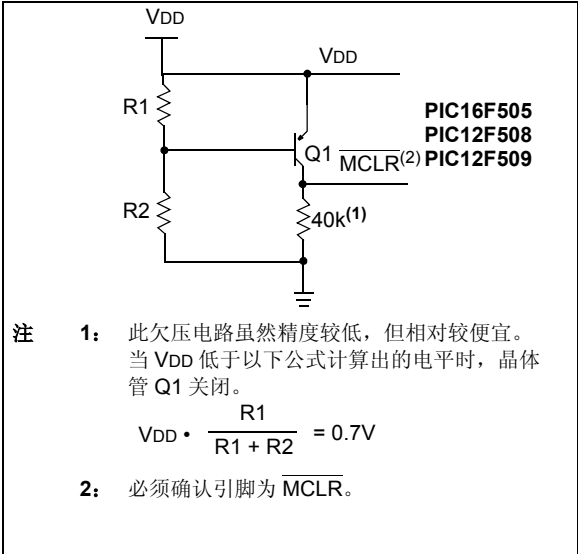 VDD
VDD
R1
PIC16F505
PIC12F508
Q1 MCLR(2) PIC12F509
R2
40k(1)
注 1： 此欠压电路虽然精度较低，但相对较便宜。
当 VDD 低于以下公式计算出的电平时，晶体
管 Q1 关闭。
VDD • R1 / R1 + R2 = 0.7V
2： 必须确认引脚为 MCLR。